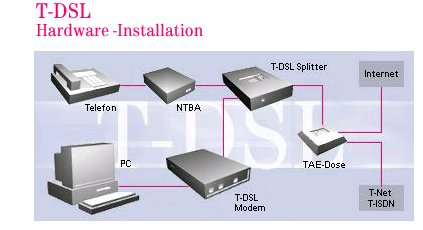 T-DSL
Hardware -Installation
T-DSL Splitter
Internet
Telefon
NTBA
T-DSL
PC
TAE-Dose
T-DSL
Modem
T-Net
T-ISDN